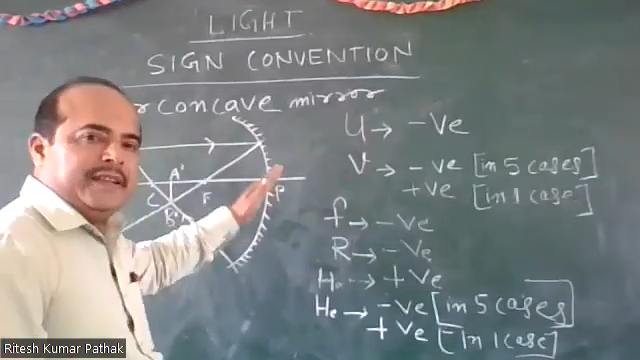 LIGHT
SIGN CONVENTION
r concave mirror
U → -ve
V → -ve [in 5 cases]
+ve [in 1 case]
A'
C F P
B'
f → -ve
R → -ve
Ho → +ve
He → -ve [in 5 cases]
+ve [in 1 case]
Ritesh Kumar Pathak